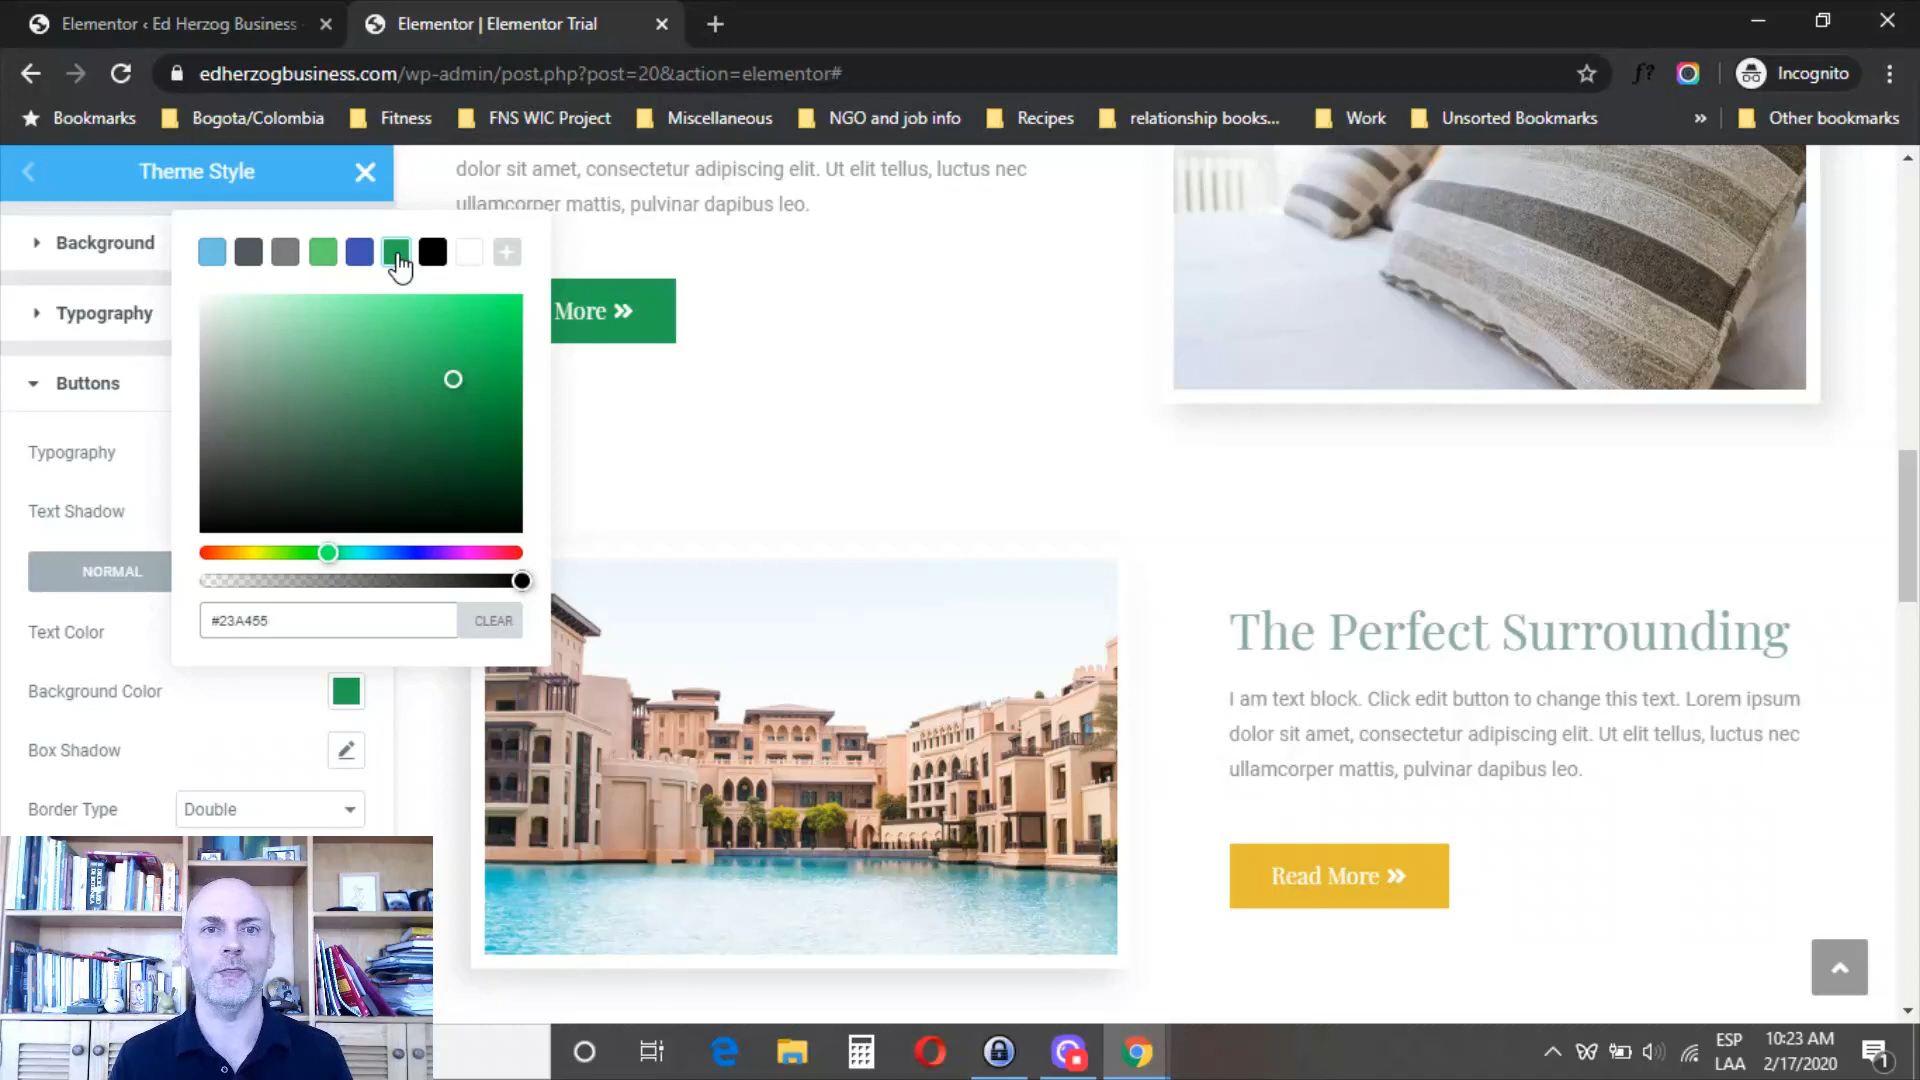 Elementor ‹ Ed Herzog Business
Elementor | Elementor Trial
edherzogbusiness.com/wp-admin/post.php?post=20&action=elementor#
f?
Incognito
Bookmarks
Bogota/Colombia
Fitness
FNS WIC Project
Miscellaneous
NGO and job info
Recipes
relationship books...
Work
Unsorted Bookmarks
»
Other bookmarks
Theme Style
Background
Typography
Buttons
Typography
Text Shadow
NORMAL
Text Color
#23A455
CLEAR
Background Color
Box Shadow
Border Type
Double
dolor sit amet, consectetur adipiscing elit. Ut elit tellus, luctus nec
ullamcorper mattis, pulvinar dapibus leo.
More »
The Perfect Surrounding
I am text block. Click edit button to change this text. Lorem ipsum
dolor sit amet, consectetur adipiscing elit. Ut elit tellus, luctus nec
ullamcorper mattis, pulvinar dapibus leo.
Read More »
ESP
LAA
10:23 AM
2/17/2020
1